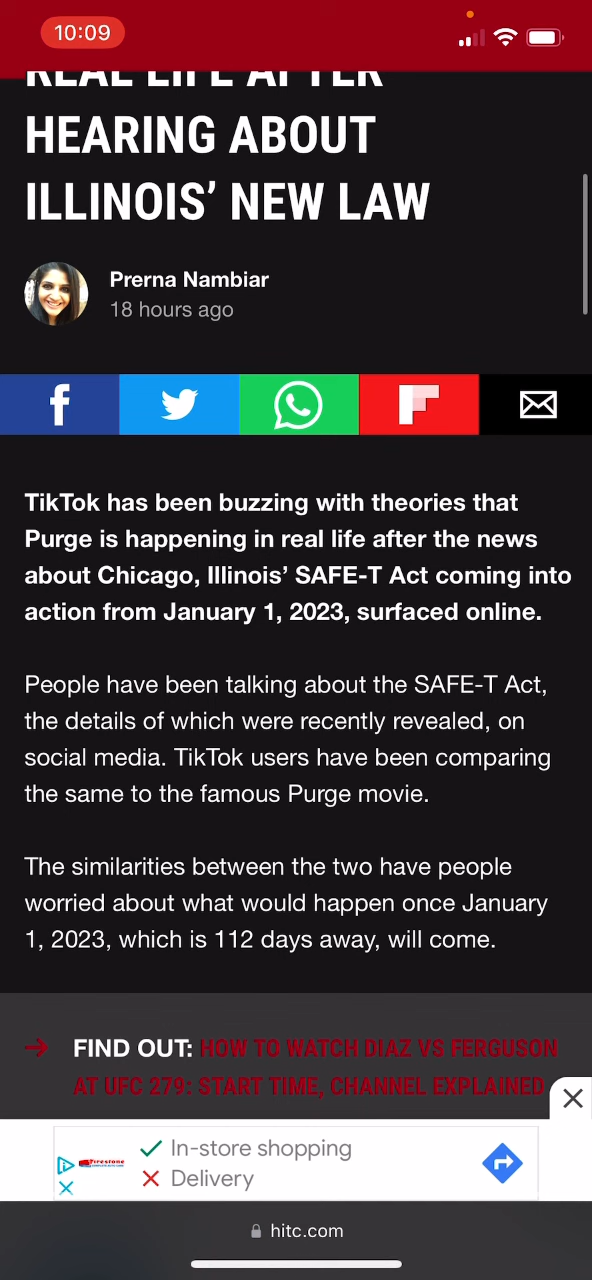 10:09
REAL LIFE AFTER
HEARING ABOUT
ILLINOIS’ NEW LAW
Prerna Nambiar
18 hours ago
TikTok has been buzzing with theories that
Purge is happening in real life after the news
about Chicago, Illinois’ SAFE-T Act coming into
action from January 1, 2023, surfaced online.
People have been talking about the SAFE-T Act,
the details of which were recently revealed, on
social media. TikTok users have been comparing
the same to the famous Purge movie.
The similarities between the two have people
worried about what would happen once January
1, 2023, which is 112 days away, will come.
FIND OUT: HOW TO WATCH DIAZ VS FERGUSON
AT UFC 279: START TIME, CHANNEL EXPLAINED
Firestone
In-store shopping
Delivery
hitc.com